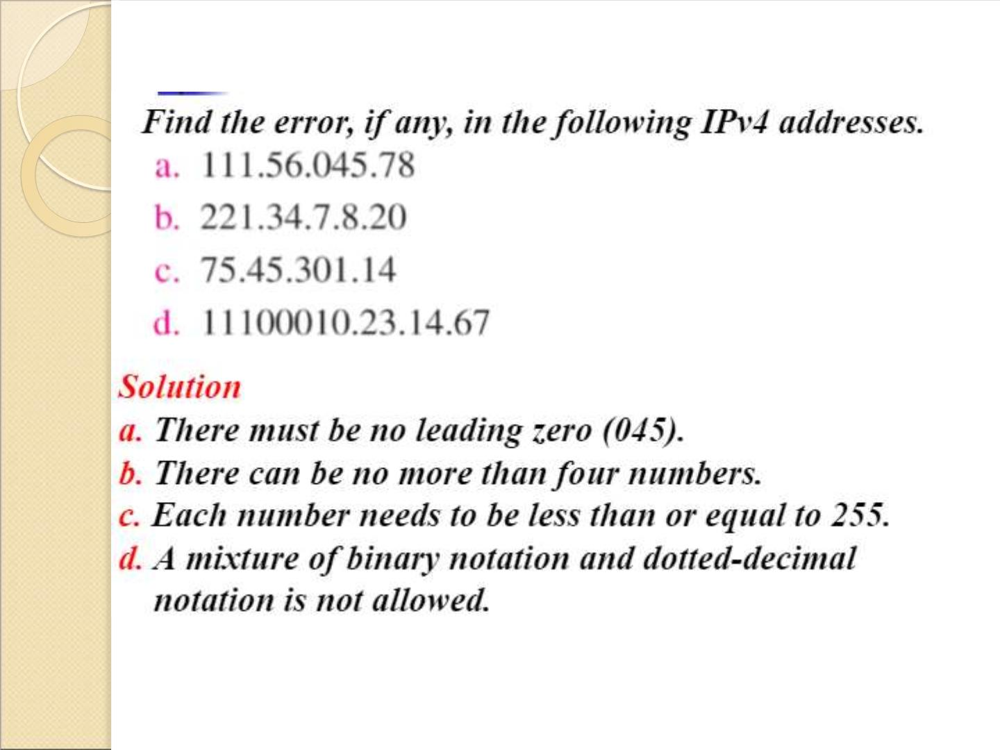 Find the error, if any, in the following IPv4 addresses.
a. 111.56.045.78
b. 221.34.7.8.20
c. 75.45.301.14
d. 11100010.23.14.67
Solution
a. There must be no leading zero (045).
b. There can be no more than four numbers.
c. Each number needs to be less than or equal to 255.
d. A mixture of binary notation and dotted-decimal
notation is not allowed.